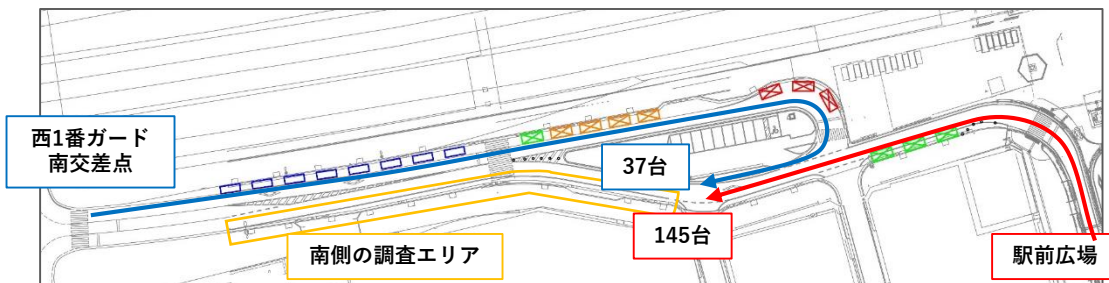 西1番ガード
南交差点
37台
145台
南側の調査エリア
駅前広場